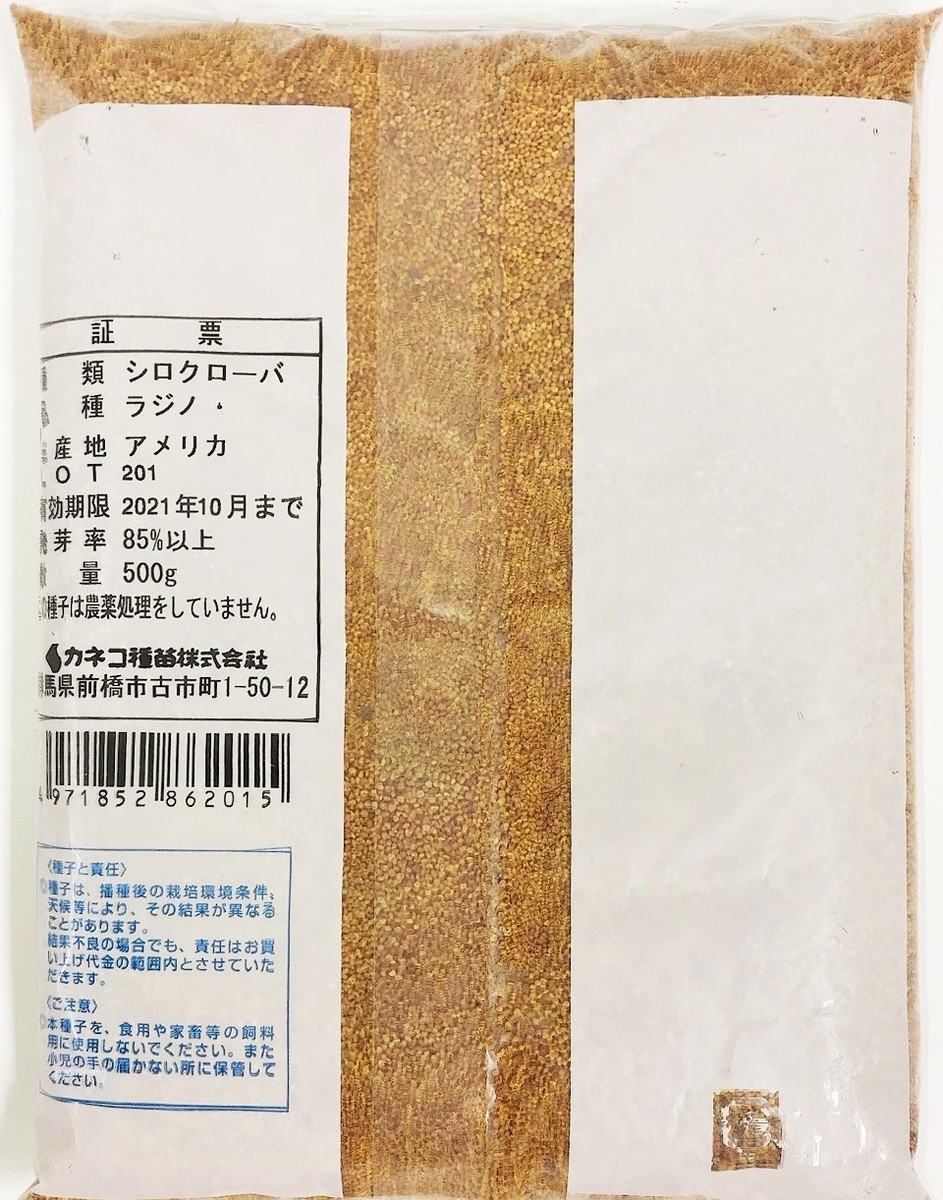 証 票
類 シロクローバ
種 ラジノ
産地 アメリカ
OT 201
効期限 2021年10月まで
芽率 85%以上
量 500g
種子は農薬処理をしていません。
カネコ種苗株式会社
馬県前橋市古市町1-50-12
971852 862015
〈種子と責任〉
種子は、播種後の栽培環境条件、
天候等により、その結果が異なる
ことがあります。
結果不良の場合でも、責任はお買
い上げ代金の範囲内とさせていた
だきます。
〈ご注意〉
本種子を、食用や家畜等の飼料
用に使用しないでください。また
小児の手の届かない所に保管して
ください。